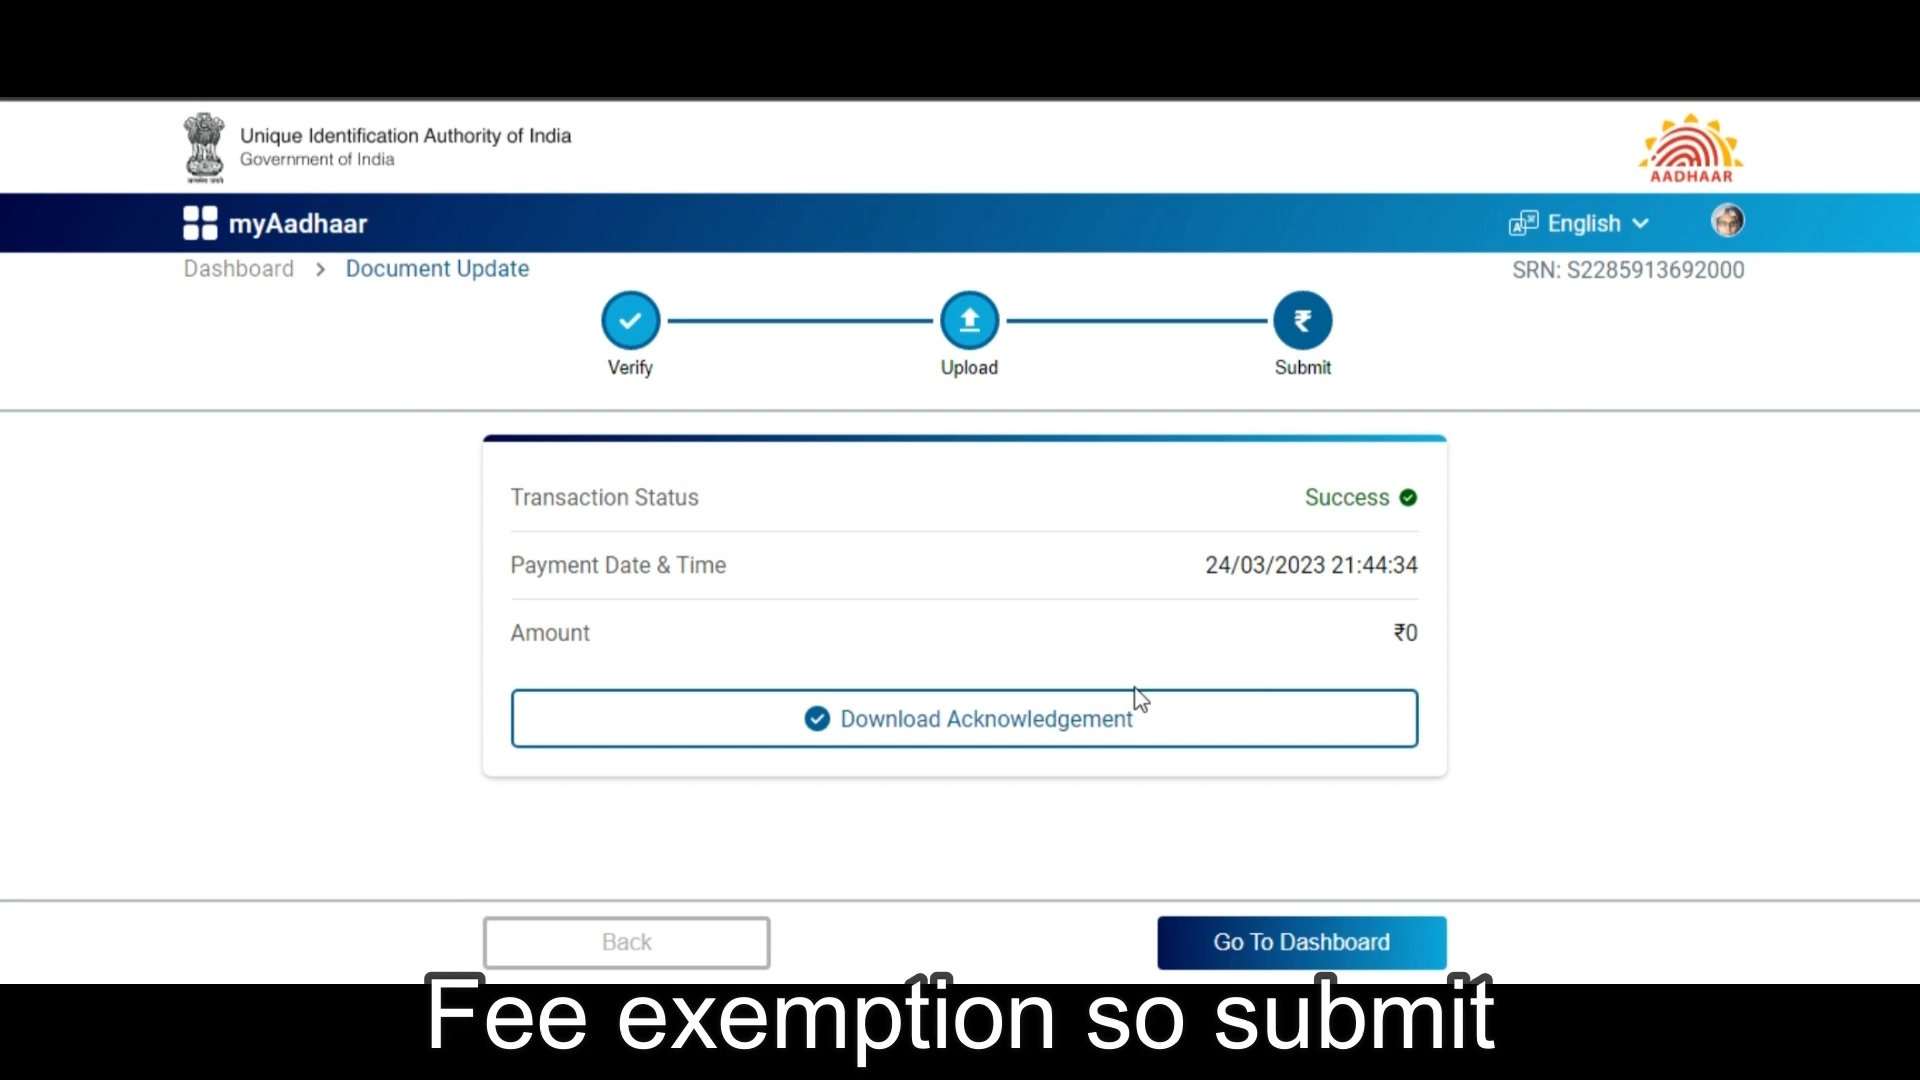 Unique Identification Authority of India
Government of India
AADHAAR
myAadhaar
English
Dashboard > Document Update
SRN: S2285913692000
Verify
Upload
Submit
Transaction Status
Success
Payment Date & Time
24/03/2023 21:44:34
Amount
₹0
Download Acknowledgement
Back
Go To Dashboard
Fee exemption so submit